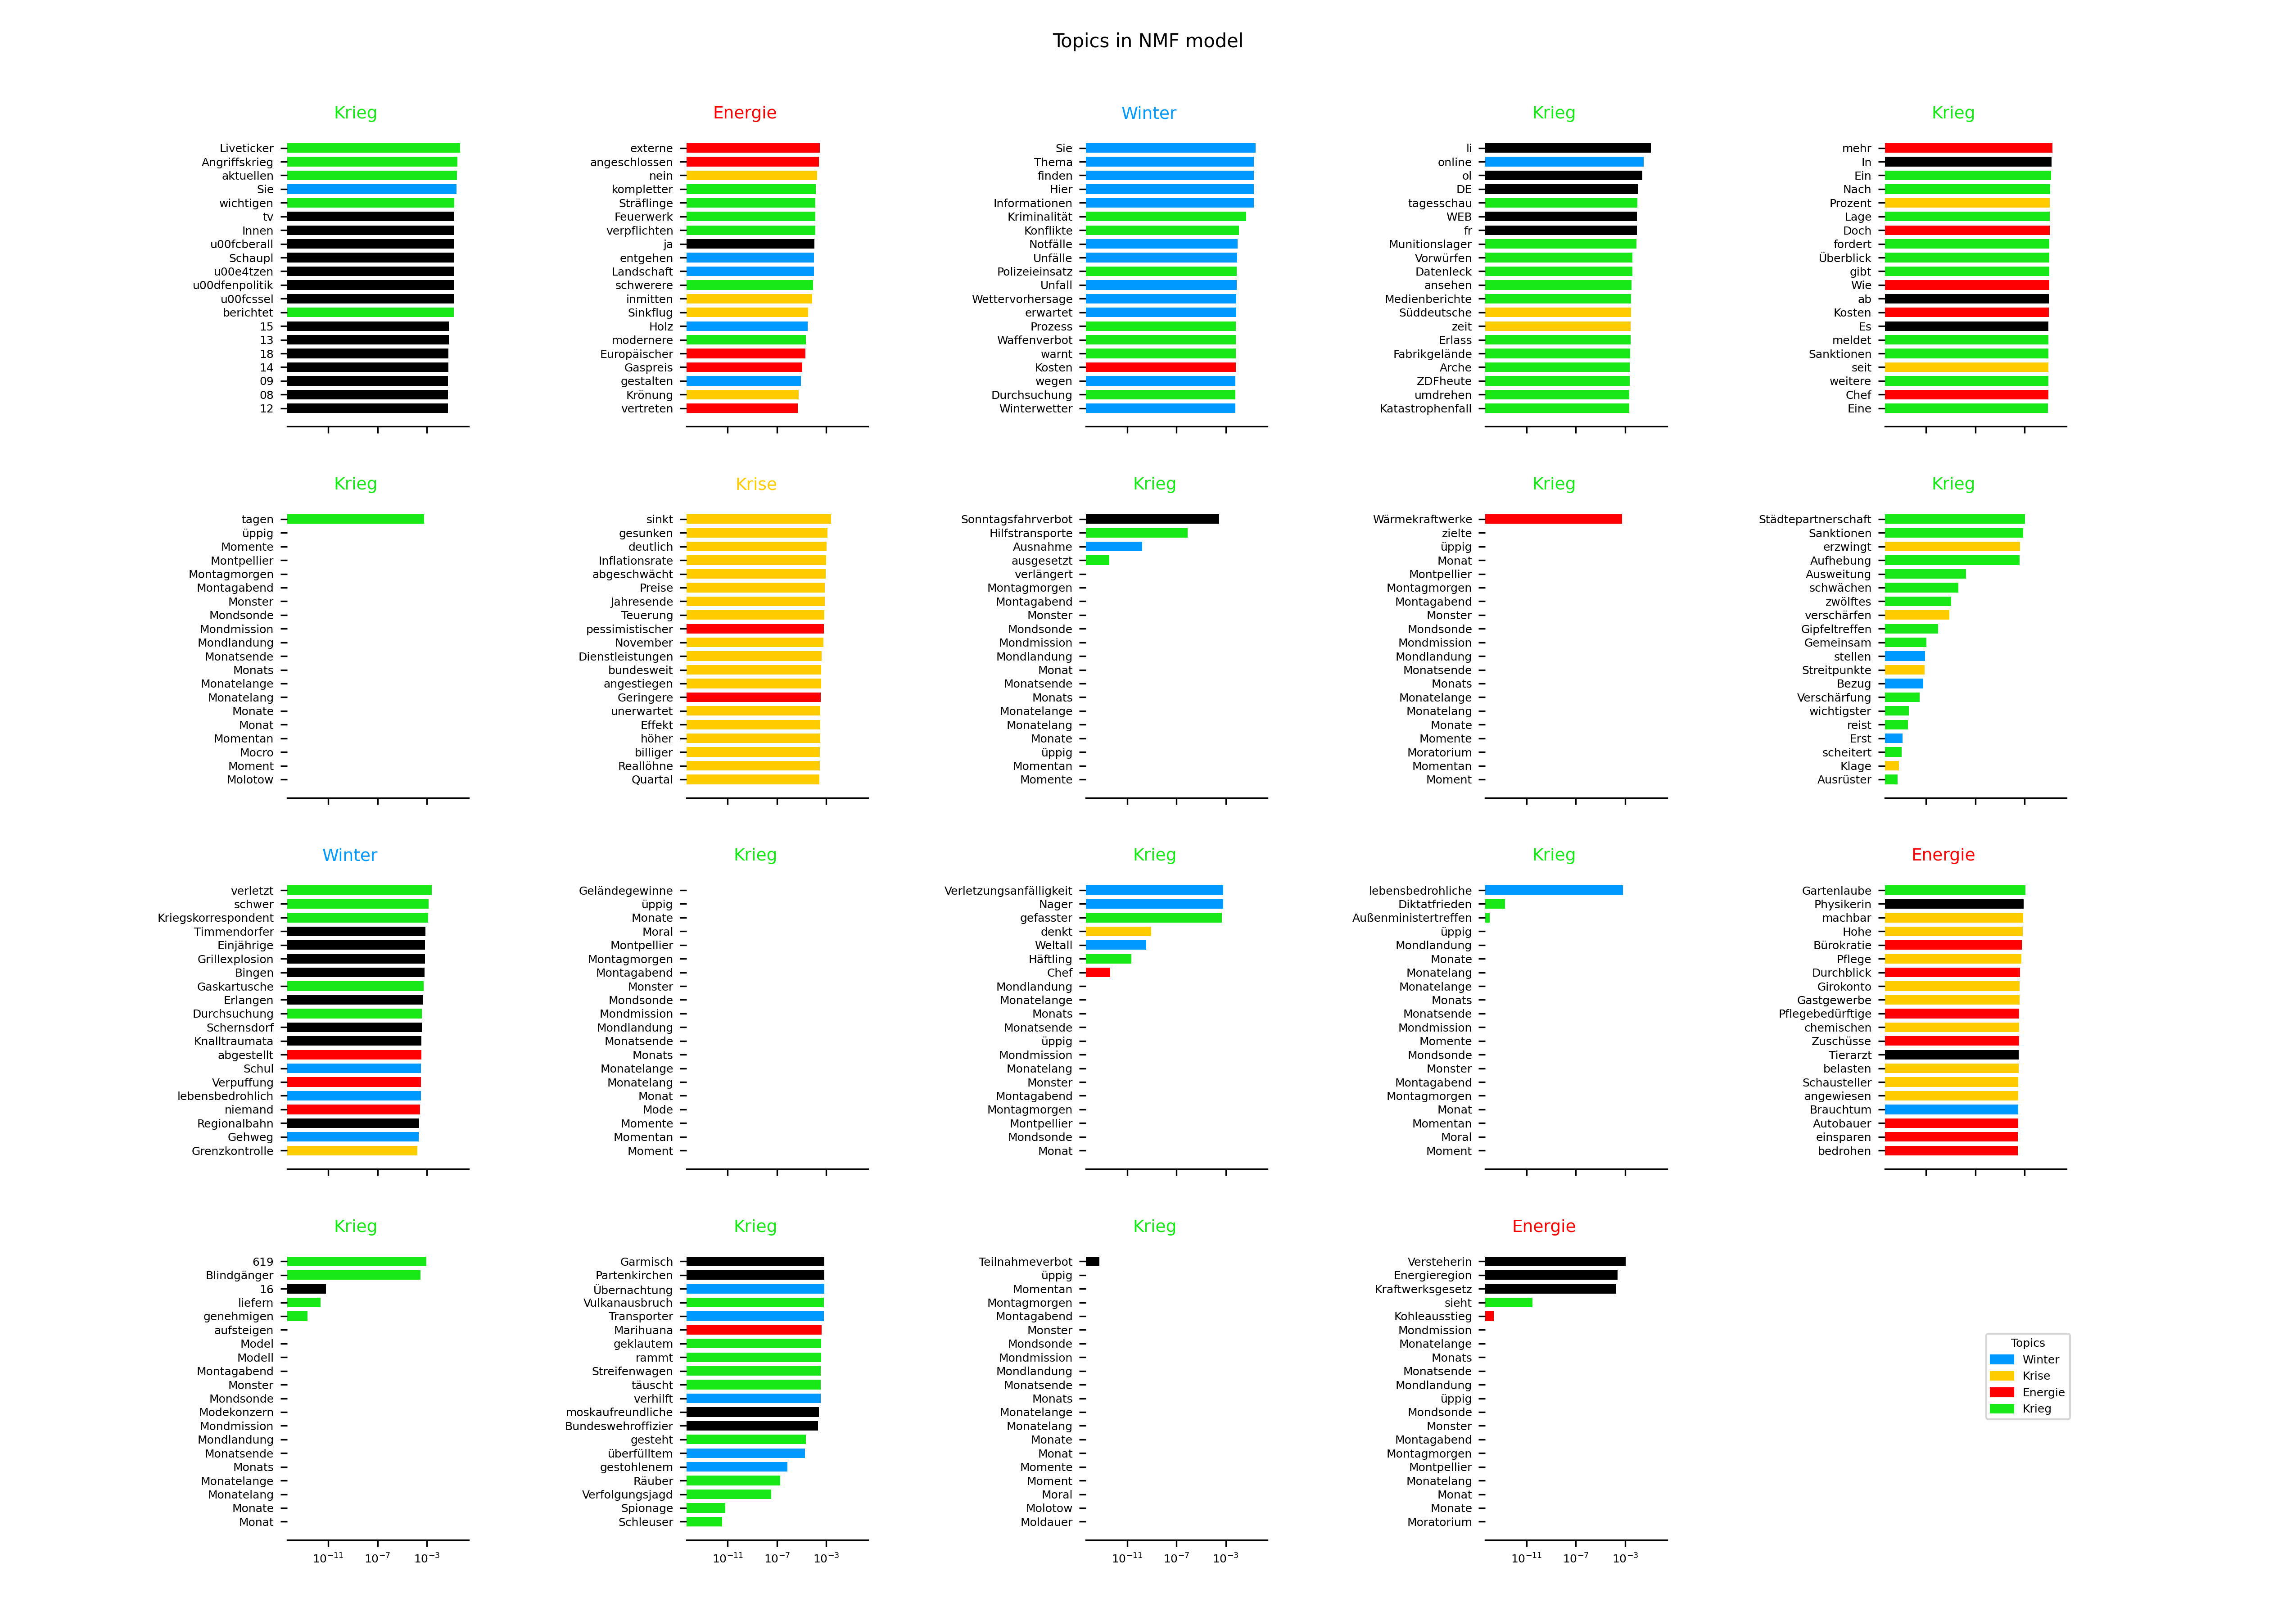 Topics in NMF model
Krieg
Liveticker
Angriffskrieg
aktuellen
Sie
wichtigen
tv
Innen
u00fcberall
Schaupl
u00e4tzen
u00dfenpolitik
u00fcssel
berichtet
15
13
18
14
09
08
12
Energie
externe
angeschlossen
nein
kompletter
Sträflinge
Feuerwerk
verpflichten
ja
entgehen
Landschaft
schwerere
inmitten
Sinkflug
Holz
modernere
Europäischer
Gaspreis
gestalten
Krönung
vertreten
Winter
Sie
Thema
finden
Hier
Informationen
Kriminalität
Konflikte
Notfälle
Unfälle
Polizeieinsatz
Unfall
Wettervorhersage
erwartet
Prozess
Waffenverbot
warnt
Kosten
wegen
Durchsuchung
Winterwetter
Krieg
li
online
ol
DE
tagesschau
WEB
fr
Munitionslager
Vorwürfen
Datenleck
ansehen
Medienberichte
Süddeutsche
zeit
Erlass
Fabrikgelände
Arche
ZDFheute
umdrehen
Katastrophenfall
Krieg
mehr
In
Ein
Nach
Prozent
Lage
Doch
fordert
Überblick
gibt
Wie
ab
Kosten
Es
meldet
Sanktionen
seit
weitere
Chef
Eine
Krieg
tagen
üppig
Momente
Montpellier
Montagmorgen
Montagabend
Monster
Mondsonde
Mondmission
Mondlandung
Monatsende
Monats
Monatelange
Monatelang
Monate
Monat
Momentan
Mocro
Moment
Molotow
Krise
sinkt
gesunken
deutlich
Inflationsrate
abgeschwächt
Preise
Jahresende
Teuerung
pessimistischer
November
Dienstleistungen
bundesweit
angestiegen
Geringere
unerwartet
Effekt
höher
billiger
Reallöhne
Quartal
Krieg
Sonntagsfahrverbot
Hilfstransporte
Ausnahme
ausgesetzt
verlängert
Montagmorgen
Montagabend
Monster
Mondsonde
Mondmission
Mondlandung
Monat
Monatsende
Monats
Monatelange
Monatelang
Monate
üppig
Momentan
Momente
Krieg
Wärmekraftwerke
zielte
üppig
Monat
Montpellier
Montagmorgen
Montagabend
Monster
Mondsonde
Mondmission
Mondlandung
Monatsende
Monats
Monatelange
Monatelang
Monate
Momente
Moratorium
Momentan
Moment
Krieg
Städtepartnerschaft
Sanktionen
erzwingt
Aufhebung
Ausweitung
schwächen
zwölftes
verschärfen
Gipfeltreffen
Gemeinsam
stellen
Streitpunkte
Bezug
Verschärfung
wichtigster
reist
Erst
scheitert
Klage
Ausrüster
Winter
verletzt
schwer
Kriegskorrespondent
Timmendorfer
Einjährige
Grillexplosion
Bingen
Gaskartusche
Erlangen
Durchsuchung
Schernsdorf
Knalltraumata
abgestellt
Schul
Verpuffung
lebensbedrohlich
niemand
Regionalbahn
Gehweg
Grenzkontrolle
Krieg
Geländegewinne
üppig
Monate
Moral
Montpellier
Montagmorgen
Montagabend
Monster
Mondsonde
Mondmission
Mondlandung
Monatsende
Monats
Monatelange
Monatelang
Monat
Mode
Momente
Momentan
Moment
Krieg
Verletzungsanfälligkeit
Nager
gefasster
denkt
Weltall
Häftling
Chef
Mondlandung
Monatelange
Monats
Monatsende
üppig
Mondmission
Monatelang
Monster
Montagabend
Montagmorgen
Montpellier
Mondsonde
Monat
Krieg
lebensbedrohliche
Diktatfrieden
Außenministertreffen
üppig
Mondlandung
Monate
Monatelang
Monatelange
Monats
Monatsende
Mondmission
Momente
Mondsonde
Monster
Montagabend
Montagmorgen
Monat
Momentan
Moral
Moment
Energie
Gartenlaube
Physikerin
machbar
Hohe
Bürokratie
Pflege
Durchblick
Girokonto
Gastgewerbe
Pflegebedürftige
chemischen
Zuschüsse
Tierarzt
belasten
Schausteller
angewiesen
Brauchtum
Autobauer
einsparen
bedrohen
Krieg
619
Blindgänger
16
liefern
genehmigen
aufsteigen
Model
Modell
Montagabend
Monster
Mondsonde
Modekonzern
Mondmission
Mondlandung
Monatsende
Monats
Monatelange
Monatelang
Monate
Monat
10⁻¹¹ 10⁻⁷ 10⁻³
Krieg
Garmisch
Partenkirchen
Übernachtung
Vulkanausbruch
Transporter
Marihuana
geklautem
rammt
Streifenwagen
täuscht
verhilft
moskaufreundliche
Bundeswehroffizier
gesteht
überfülltem
gestohlenem
Räuber
Verfolgungsjagd
Spionage
Schleuser
10⁻¹¹ 10⁻⁷ 10⁻³
Krieg
Teilnahmeverbot
üppig
Momentan
Montagmorgen
Montagabend
Monster
Mondsonde
Mondmission
Mondlandung
Monatsende
Monats
Monatelange
Monatelang
Monate
Monat
Momente
Moment
Moral
Molotow
Moldauer
10⁻¹¹ 10⁻⁷ 10⁻³
Energie
Versteherin
Energieregion
Kraftwerksgesetz
sieht
Kohleausstieg
Mondmission
Monatelange
Monats
Monatsende
Mondlandung
üppig
Mondsonde
Monster
Montagabend
Montagmorgen
Montpellier
Monatelang
Monat
Monate
Moratorium
10⁻¹¹ 10⁻⁷ 10⁻³
Topics
Winter
Krise
Energie
Krieg